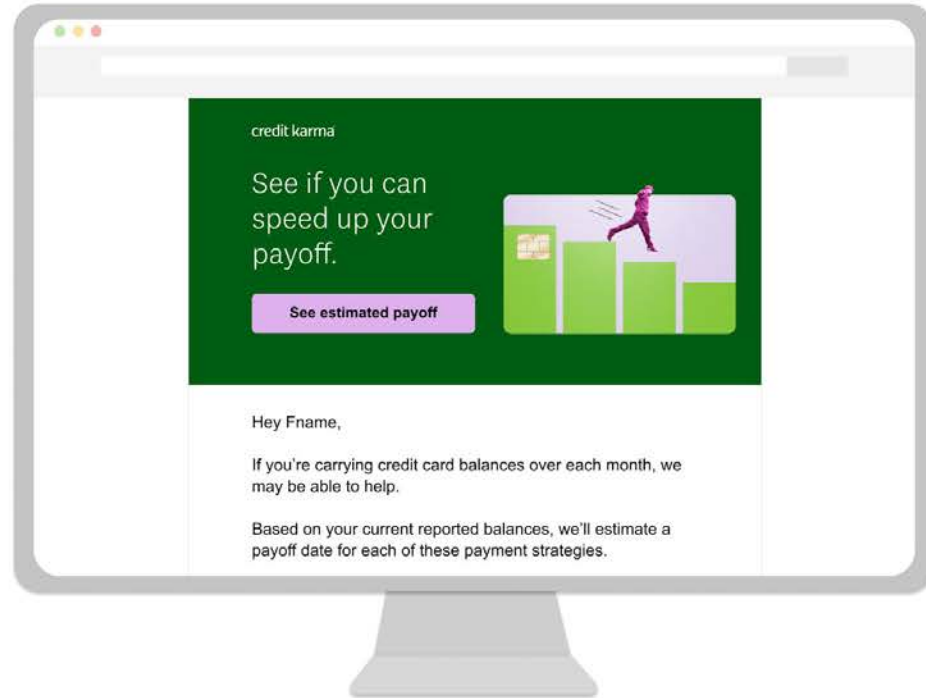 credit karma
See if you can
speed up your
payoff.
See estimated payoff
Hey Fname,
If you’re carrying credit card balances over each month, we
may be able to help.
Based on your current reported balances, we’ll estimate a
payoff date for each of these payment strategies.